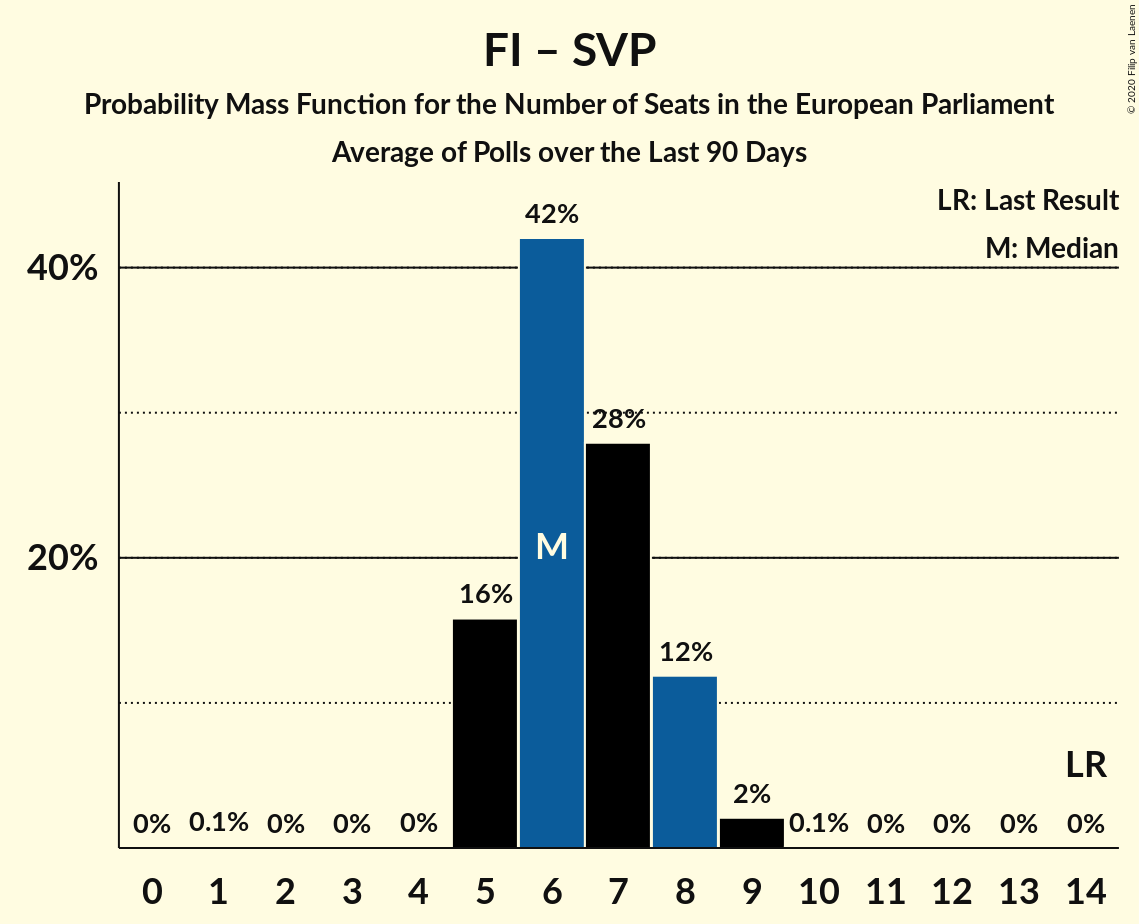 FI – SVP
Probability Mass Function for the Number of Seats in the European Parliament
Average of Polls over the Last 90 Days
© 2020 Filip van Laenen
LR: Last Result
M: Median
42%
40%
28%
M
20%
16%
12%
LR
2%
0% 0.1% 0% 0% 0% 0.1% 0% 0% 0% 0%
0 1 2 3 4 5 6 7 8 9 10 11 12 13 14